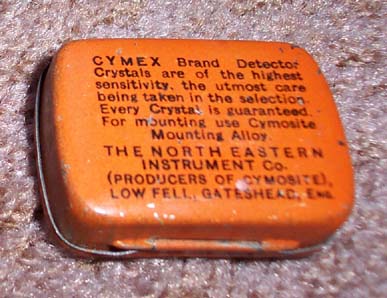 CYMEX Brand Detector
Crystals are of the highest
sensitivity, the utmost care
being taken in the selection
Every Crystal is guaranteed.
For mounting use Cymosite
Mounting Alloy.
THE NORTH EASTERN
INSTRUMENT Co.
(PRODUCERS OF CYMOSITE),
LOW FELL, GATESHEAD, ENG.